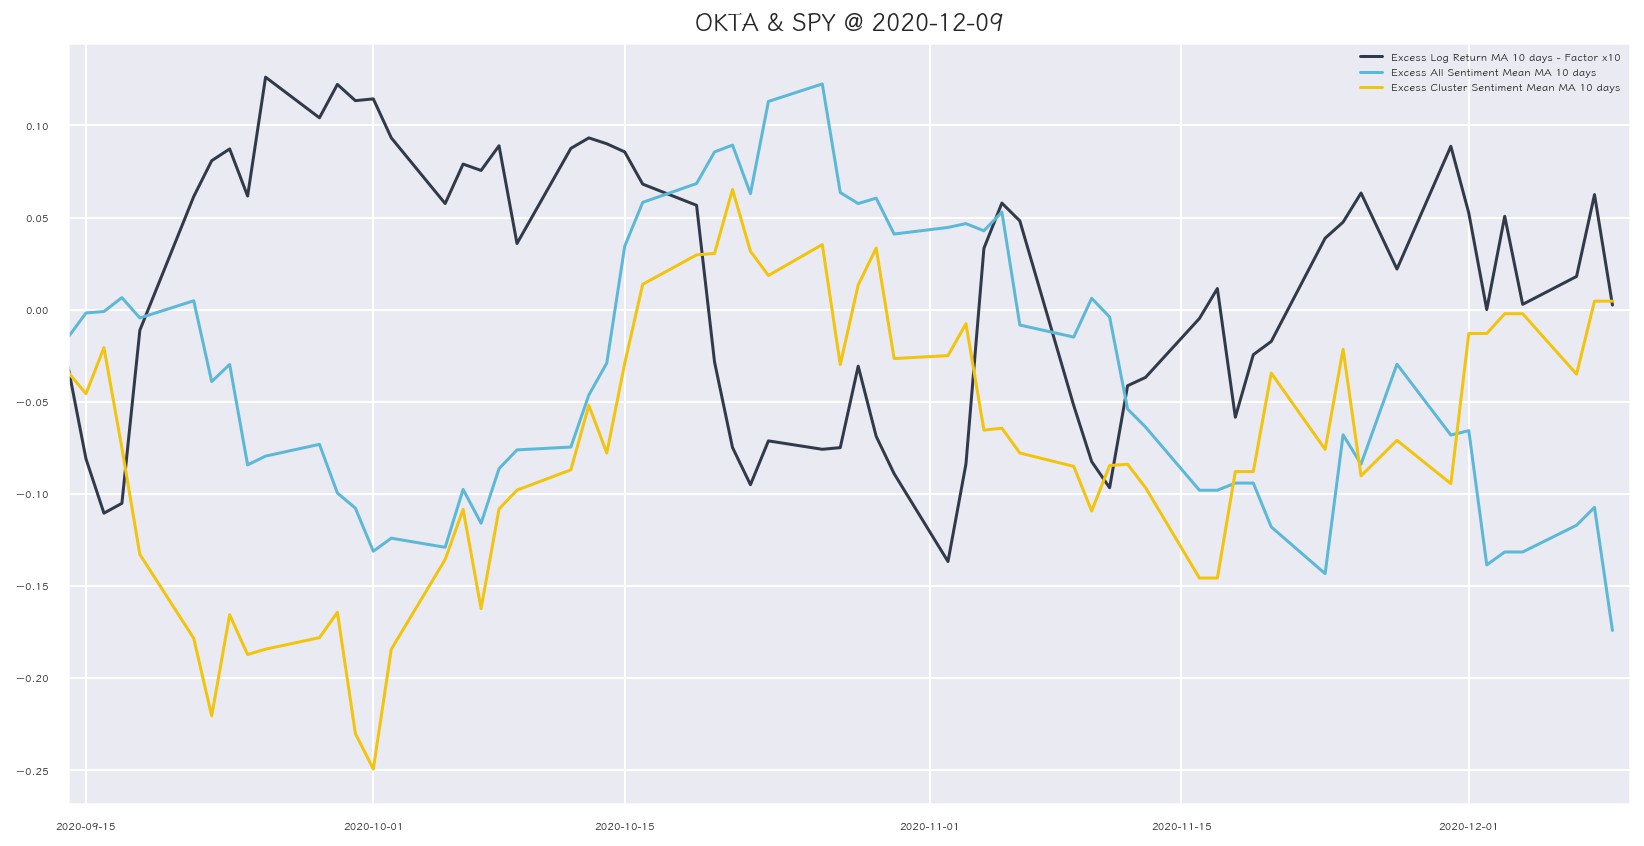 OKTA & SPY @ 2020-12-09
Excess Log Return MA 10 days - Factor x10
Excess All Sentiment Mean MA 10 days
Excess Cluster Sentiment Mean MA 10 days
0.10
0.05
0.00
−0.05
−0.10
−0.15
−0.20
−0.25
2020-09-15 2020-10-01 2020-10-15 2020-11-01 2020-11-15 2020-12-01